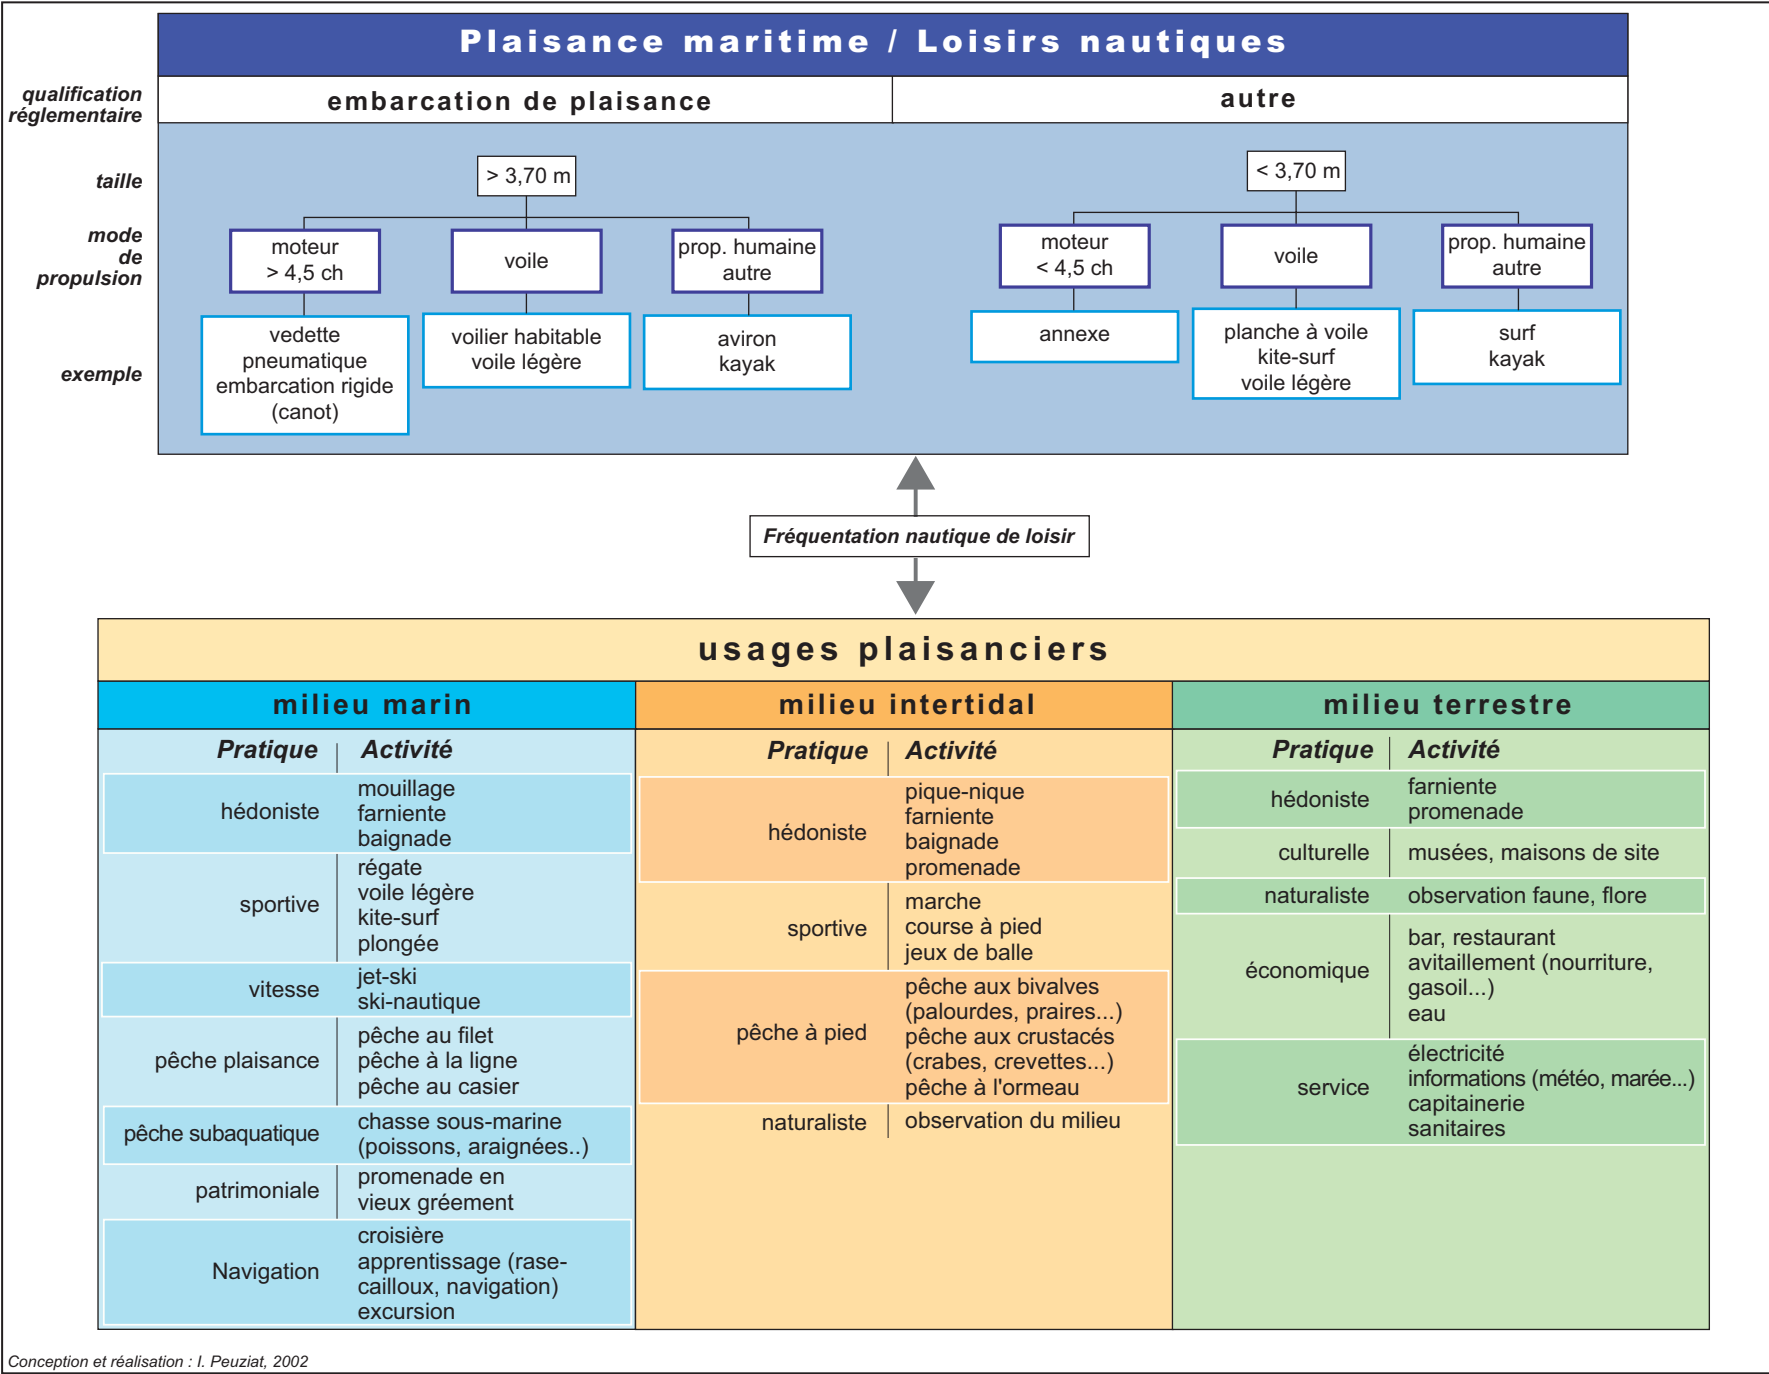 Plaisance maritime / Loisirs nautiques
qualification
réglementaire
embarcation de plaisance
autre
taille
> 3,70 m
< 3,70 m
mode
de
propulsion
moteur
> 4,5 ch
voile
prop. humaine
autre
moteur
< 4,5 ch
voile
prop. humaine
autre
exemple
vedette
pneumatique
embarcation rigide
(canot)
voilier habitable
voile légère
aviron
kayak
annexe
planche à voile
kite-surf
voile légère
surf
kayak
Fréquentation nautique de loisir
usages plaisanciers
milieu marin
Pratique
Activité
hédoniste
mouillage
farniente
baignade
sportive
régate
voile légère
kite-surf
plongée
vitesse
jet-ski
ski-nautique
pêche plaisance
pêche au filet
pêche à la ligne
pêche au casier
pêche subaquatique
chasse sous-marine
(poissons, araignées..)
patrimoniale
promenade en
vieux gréement
Navigation
croisière
apprentissage (rase-
cailloux, navigation)
excursion
milieu intertidal
Pratique
Activité
hédoniste
pique-nique
farniente
baignade
promenade
sportive
marche
course à pied
jeux de balle
pêche à pied
pêche aux bivalves
(palourdes, praires...)
pêche aux crustacés
(crabes, crevettes...)
pêche à l'ormeau
naturaliste
observation du milieu
milieu terrestre
Pratique
Activité
hédoniste
farniente
promenade
culturelle
musées, maisons de site
naturaliste
observation faune, flore
économique
bar, restaurant
avitaillement (nourriture,
gasoil...)
eau
service
électricité
informations (météo, marée...)
capitainerie
sanitaires
Conception et réalisation : I. Peuziat, 2002